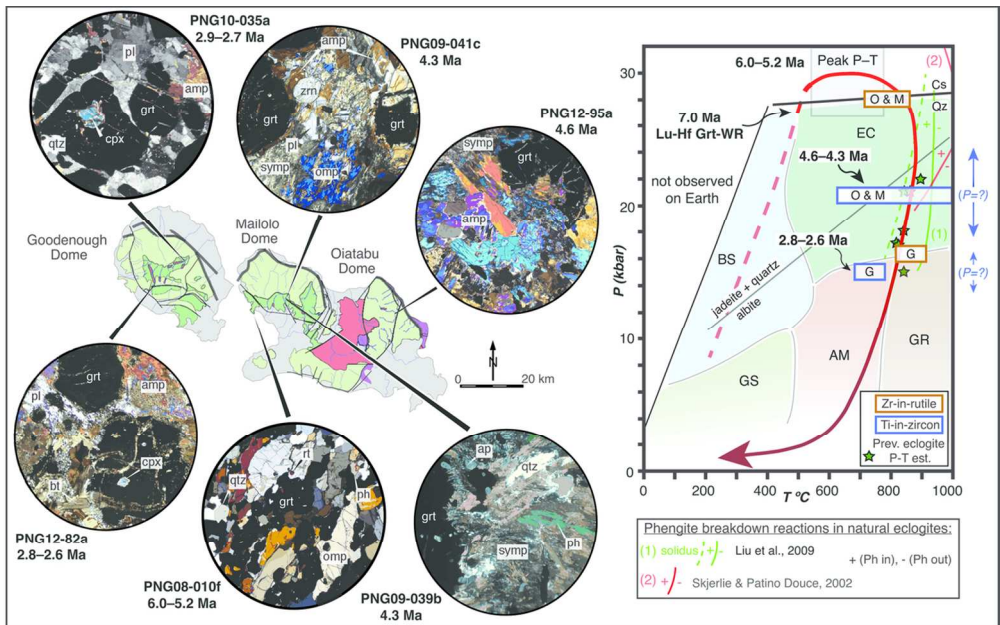 PNG10-035a
2.9–2.7 Ma
pl
amp
grt
cpx
qtz
PNG09-041c
4.3 Ma
amp
zrn
grt
pl
symp
omp
PNG12-95a
4.6 Ma
symp
grt
amp
Goodenough
Dome
Mailolo
Dome
Oiatabu
Dome
N
0 20 km
grt
amp
pl
cpx
bt
PNG12-82a
2.8–2.6 Ma
rt
qtz
grt
ph
omp
PNG08-010f
6.0–5.2 Ma
ap
qtz
grt
ph
symp
PNG09-039b
4.3 Ma
6.0–5.2 Ma
Peak P–T
(2)
30
O & M
Cs
Qz
7.0 Ma
Lu-Hf Grt-WR
+ -
EC
4.6–4.3 Ma
+
-
not observed
on Earth
O & M
(P=?)
20
P (kbar)
2.8–2.6 Ma
(1)
BS
G
G
(P=?)
jadeite + quartz
albite
10
AM
GR
GS
Zr-in-rutile
Ti-in-zircon
Prev. eclogite
P-T est.
0
0 200 400 600 800 1000
T °C
Phengite breakdown reactions in natural eclogites:
(1) solidus +/- Liu et al., 2009 + (Ph in), - (Ph out)
(2) +/- Skjerlie & Patino Douce, 2002